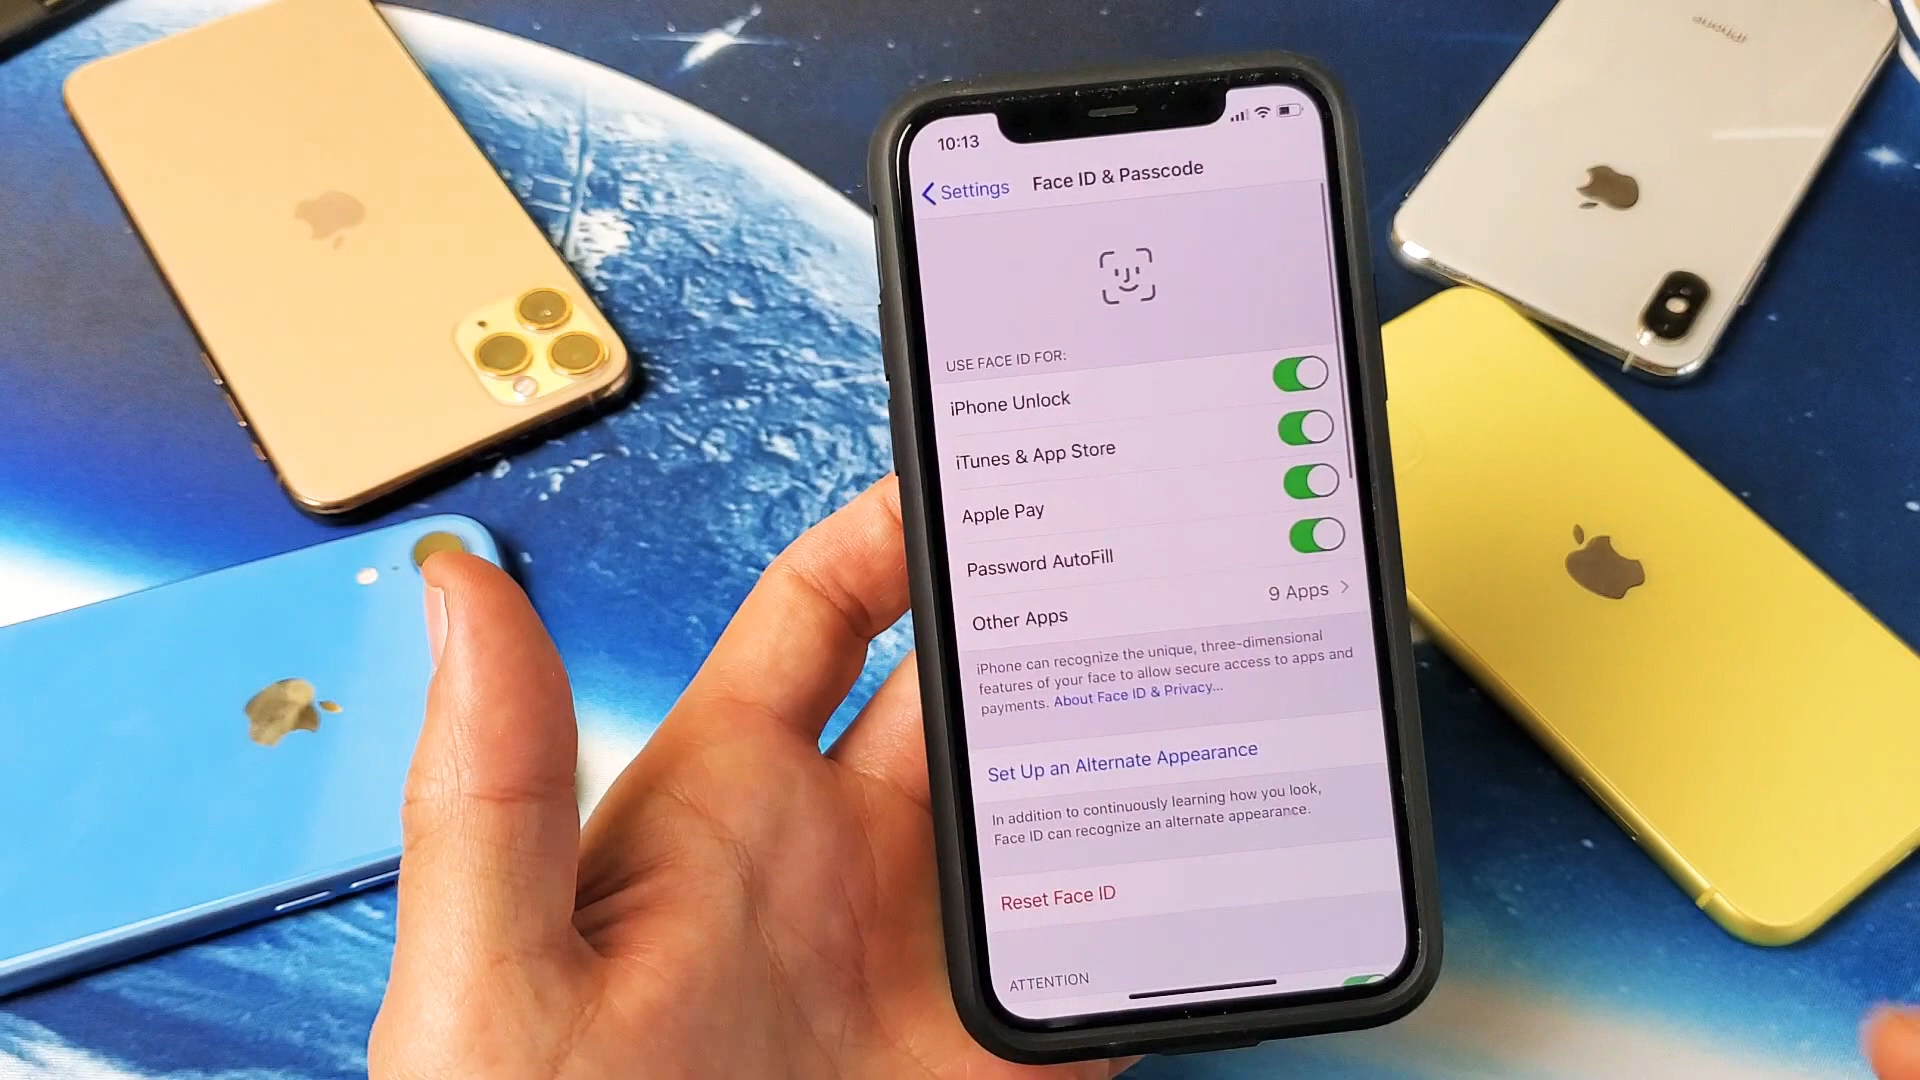 iPhone
10:13
Settings
Face ID & Passcode
USE FACE ID FOR:
iPhone Unlock
iTunes & App Store
Apple Pay
Password AutoFill
Other Apps
9 Apps
iPhone can recognize the unique, three-dimensional
features of your face to allow secure access to apps and
payments. About Face ID & Privacy...
Set Up an Alternate Appearance
In addition to continuously learning how you look,
Face ID can recognize an alternate appearance.
Reset Face ID
ATTENTION